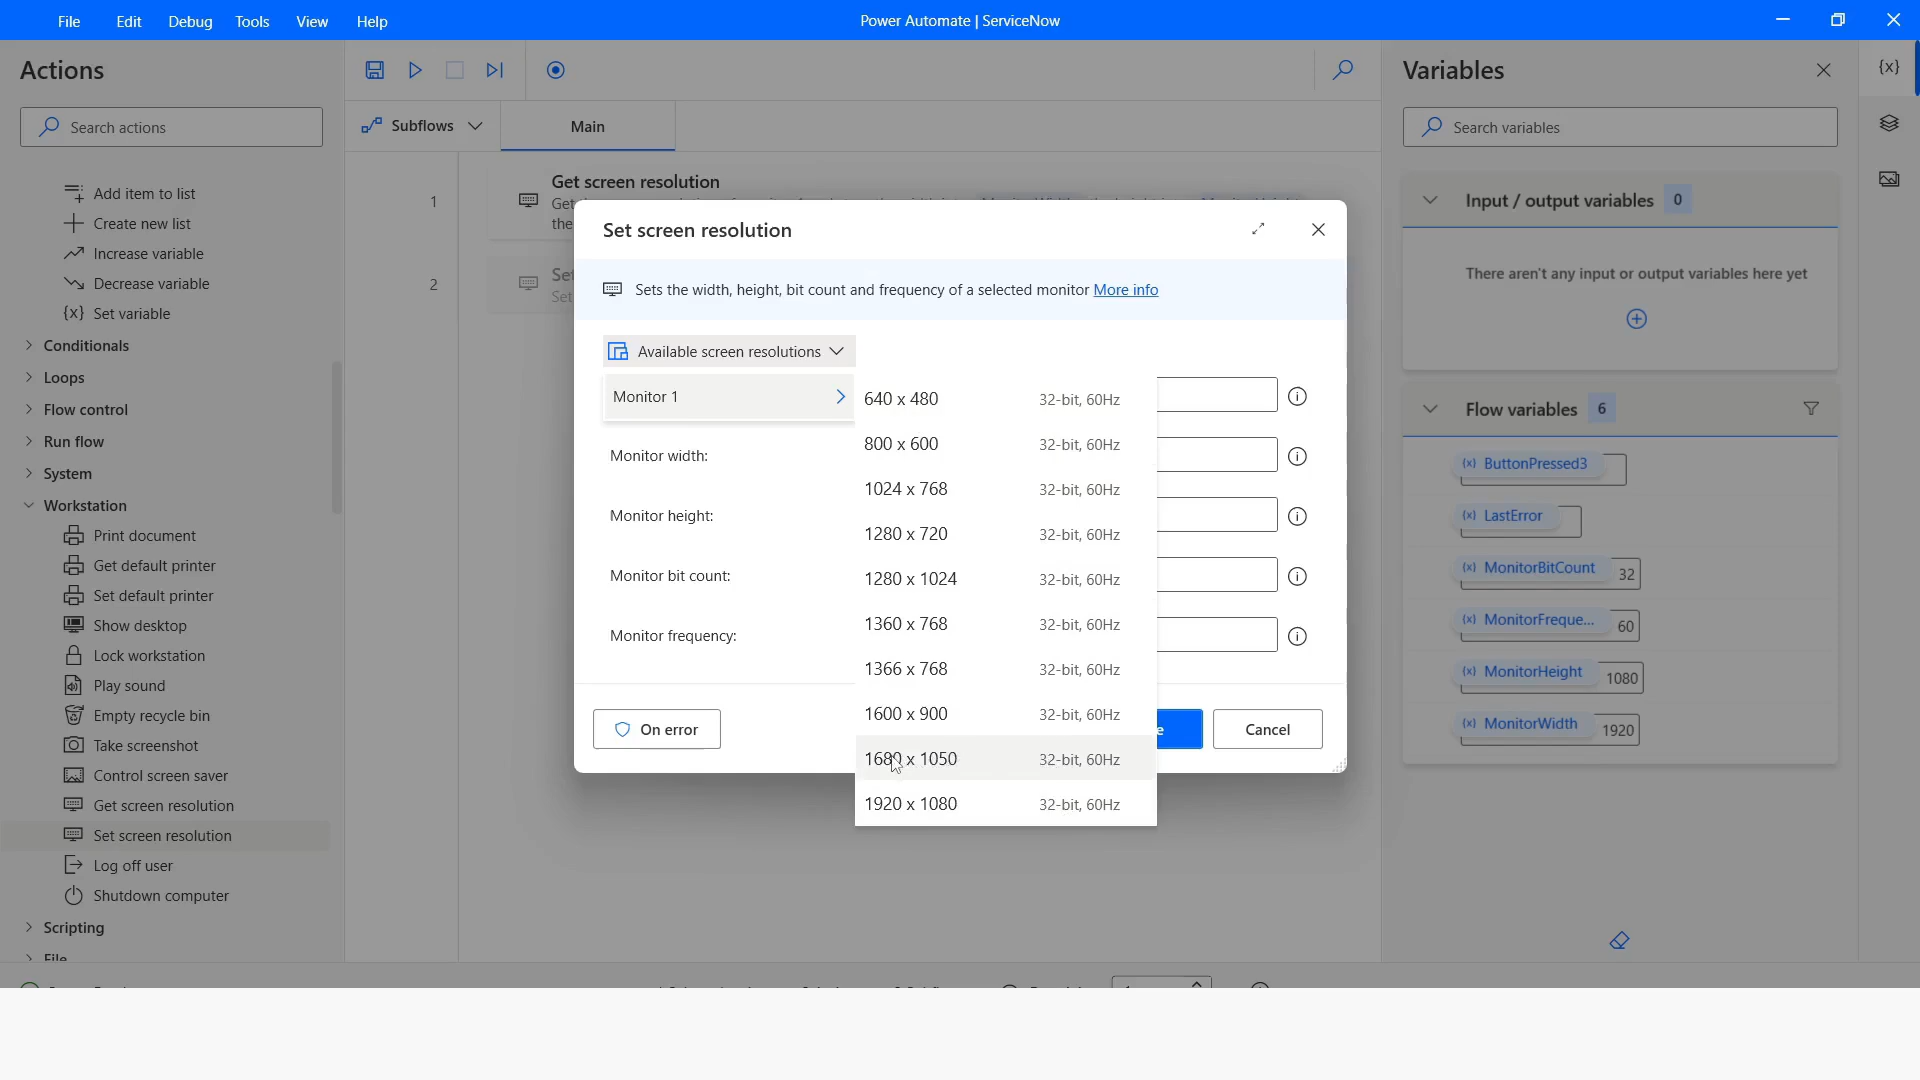 File Edit Debug Tools View Help
Power Automate | ServiceNow
Actions
Search actions
Add item to list
Create new list
Increase variable
Decrease variable
{x} Set variable
Conditionals
Loops
Flow control
Run flow
System
Workstation
Print document
Get default printer
Set default printer
Show desktop
Lock workstation
Play sound
Empty recycle bin
Take screenshot
Control screen saver
Get screen resolution
Set screen resolution
Log off user
Shutdown computer
Scripting
File
Subflows
Main
1
Get screen resolution
the
2
Set screen resolution
Sets the width, height, bit count and frequency of a selected monitor More info
Available screen resolutions
Monitor 1
Monitor width:
Monitor height:
Monitor bit count:
Monitor frequency:
640 x 480 32-bit, 60Hz
800 x 600 32-bit, 60Hz
1024 x 768 32-bit, 60Hz
1280 x 720 32-bit, 60Hz
1280 x 1024 32-bit, 60Hz
1360 x 768 32-bit, 60Hz
1366 x 768 32-bit, 60Hz
1600 x 900 32-bit, 60Hz
1680 x 1050 32-bit, 60Hz
1920 x 1080 32-bit, 60Hz
On error
Cancel
Variables
{x}
Search variables
Input / output variables 0
There aren't any input or output variables here yet
Flow variables 6
(x) ButtonPressed3
(x) LastError
(x) MonitorBitCount 32
(x) MonitorFreque... 60
(x) MonitorHeight 1080
(x) MonitorWidth 1920